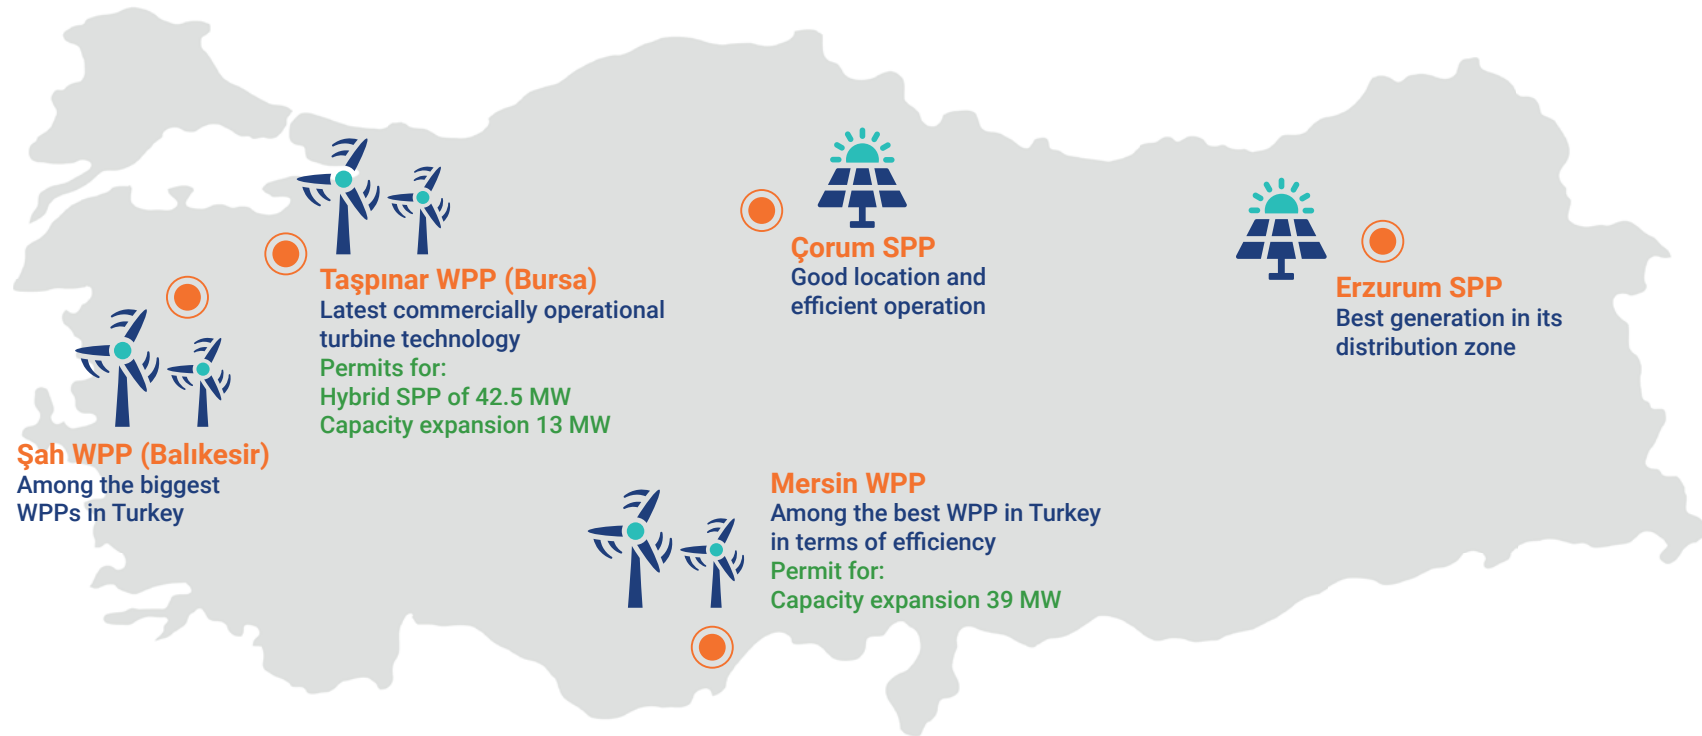 Taşpınar WPP (Bursa)
Latest commercially operational
turbine technology
Permits for:
Hybrid SPP of 42.5 MW
Capacity expansion 13 MW
Çorum SPP
Good location and
efficient operation
Erzurum SPP
Best generation in its
distribution zone
Şah WPP (Balıkesir)
Among the biggest
WPPs in Turkey
Mersin WPP
Among the best WPP in Turkey
in terms of efficiency
Permit for:
Capacity expansion 39 MW